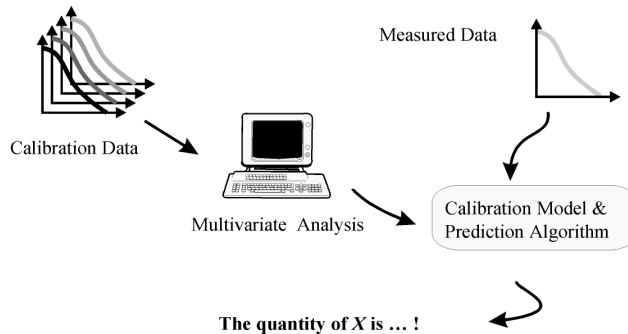 Measured Data
Calibration Data
Multivariate Analysis
Calibration Model &
Prediction Algorithm
The quantity of X is ... !